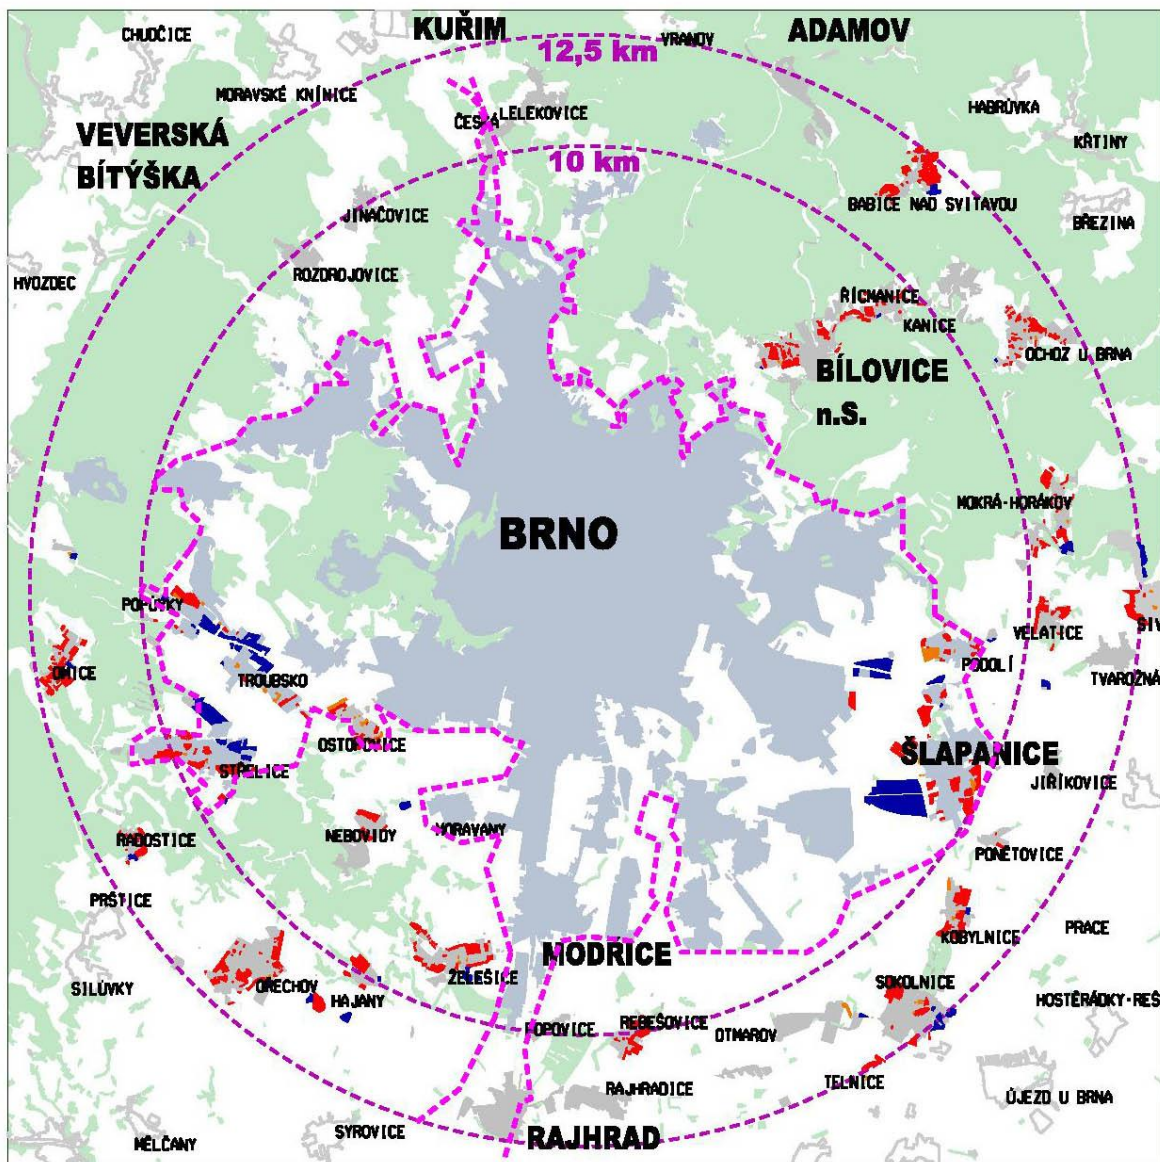 CHUDČICE
KUŘIM
VRANOV
ADAMOV
12,5 km
MORAVSKÉ KNÍNICE
LELEKOVICE
ČESKÁ
HABRŮVKA
VEVERSKÁ
BÍTÝŠKA
KŘTINY
10 km
JINAČOVICE
BABICE NAD SVITAVOU
BŘEZINA
HVOZDEC
ROZDROJOVICE
ŘÍCMANICE
KANICE
OCHOZ U BRNA
BÍLOVICE
n.S.
MOKRÁ-HORÁKOV
BRNO
POPŮVKY
VELATICE
SIV
OMICE
TROUBSKO
PODOLÍ
TVAROŽNÁ
OSTOPOVICE
ŠLAPANICE
STŘELICE
JIŘÍKOVICE
RADOSTICE
NEBOVIDY
MORAVANY
PONĚTOVICE
PRŠTICE
KOBYLNICE
PRACE
MODŘICE
SILŮVKY
OŘECHOV
HAJANY
ŽELEŠICE
SOKOLNICE
HOSTĚRÁDKY-REŠ
POPOVICE
REBEŠOVICE
OTMAROV
RAJHRADICE
TELNICE
ÚJEZD U BRNA
MĚLČANY
SYROVICE
RAJHRAD